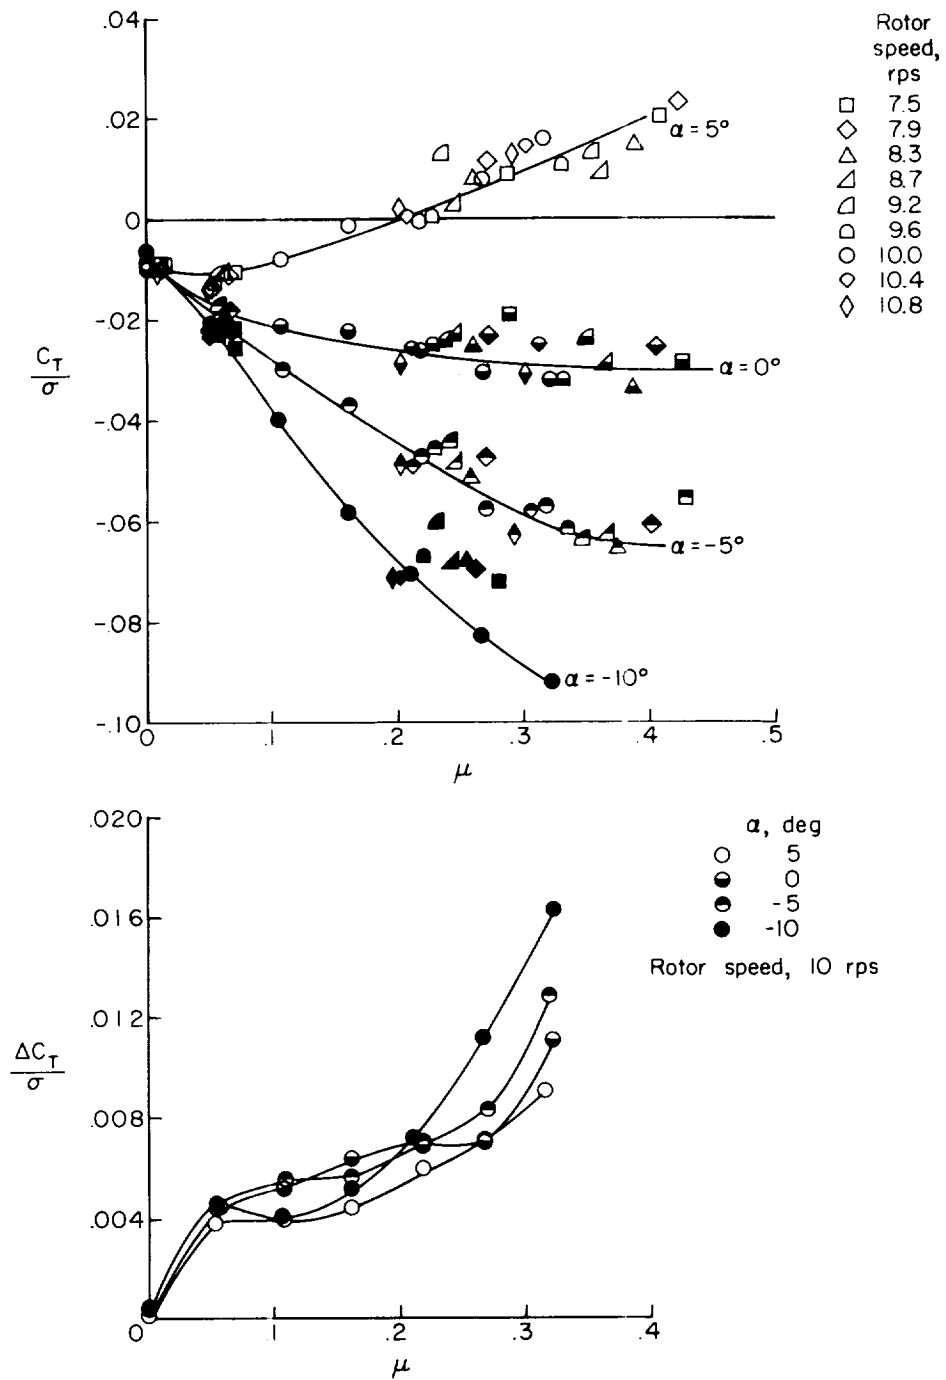 .04
.02
0
-.02
-.04
-.06
-.08
-.10
C_T
σ
0
.1
.2
.3
.4
.5
μ
α = 5°
α = 0°
α = -5°
α = -10°
Rotor
speed,
rps
7.5
7.9
8.3
8.7
9.2
9.6
10.0
10.4
10.8
.020
.016
.012
.008
.004
0
ΔC_T
σ
.1
.2
.3
.4
μ
α, deg
5
0
-5
-10
Rotor speed, 10 rps